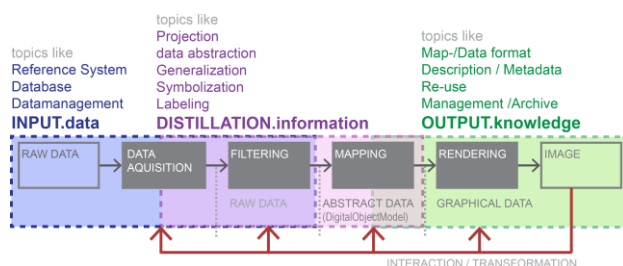 topics like
Reference System
Database
Datamanagement
INPUT.data
topics like
Projection
data abstraction
Generalization
Symbolization
Labeling
DISTILLATION.information
topics like
Map-/Data format
Description / Metadata
Re-use
Management /Archive
OUTPUT.knowledge
RAW DATA
DATA
AQUISITION
FILTERING
MAPPING
RENDERING
IMAGE
RAW DATA
ABSTRACT DATA
(DigitalObjectModel)
GRAPHICAL DATA
INTERACTION / TRANSFORMATION